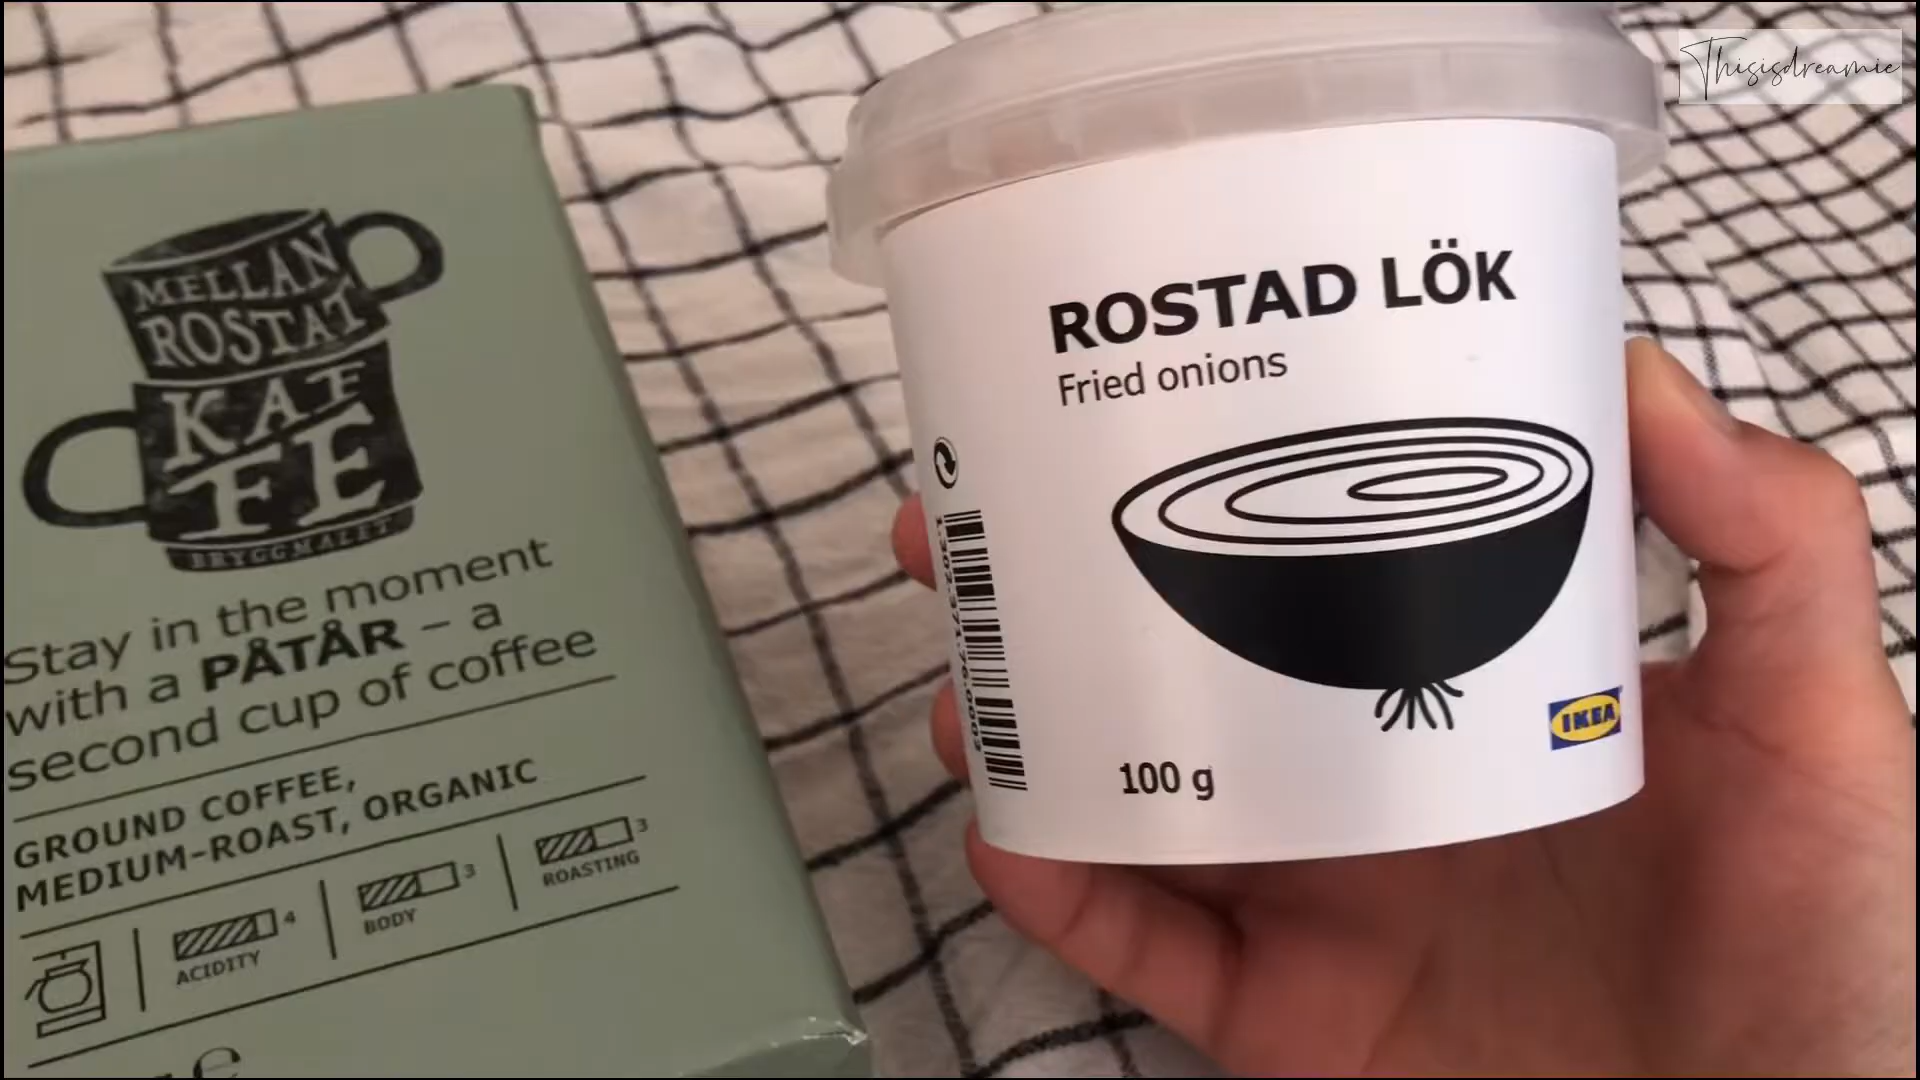 Thisisdreamie
MELLAN
ROSTAT
KAF
FE
BRYGGMALET
Stay in the moment
with a PÅTÅR – a
second cup of coffee
GROUND COFFEE,
MEDIUM-ROAST, ORGANIC
4
ACIDITY
3
BODY
3
ROASTING
e
ROSTAD LÖK
Fried onions
100 g
IKEA